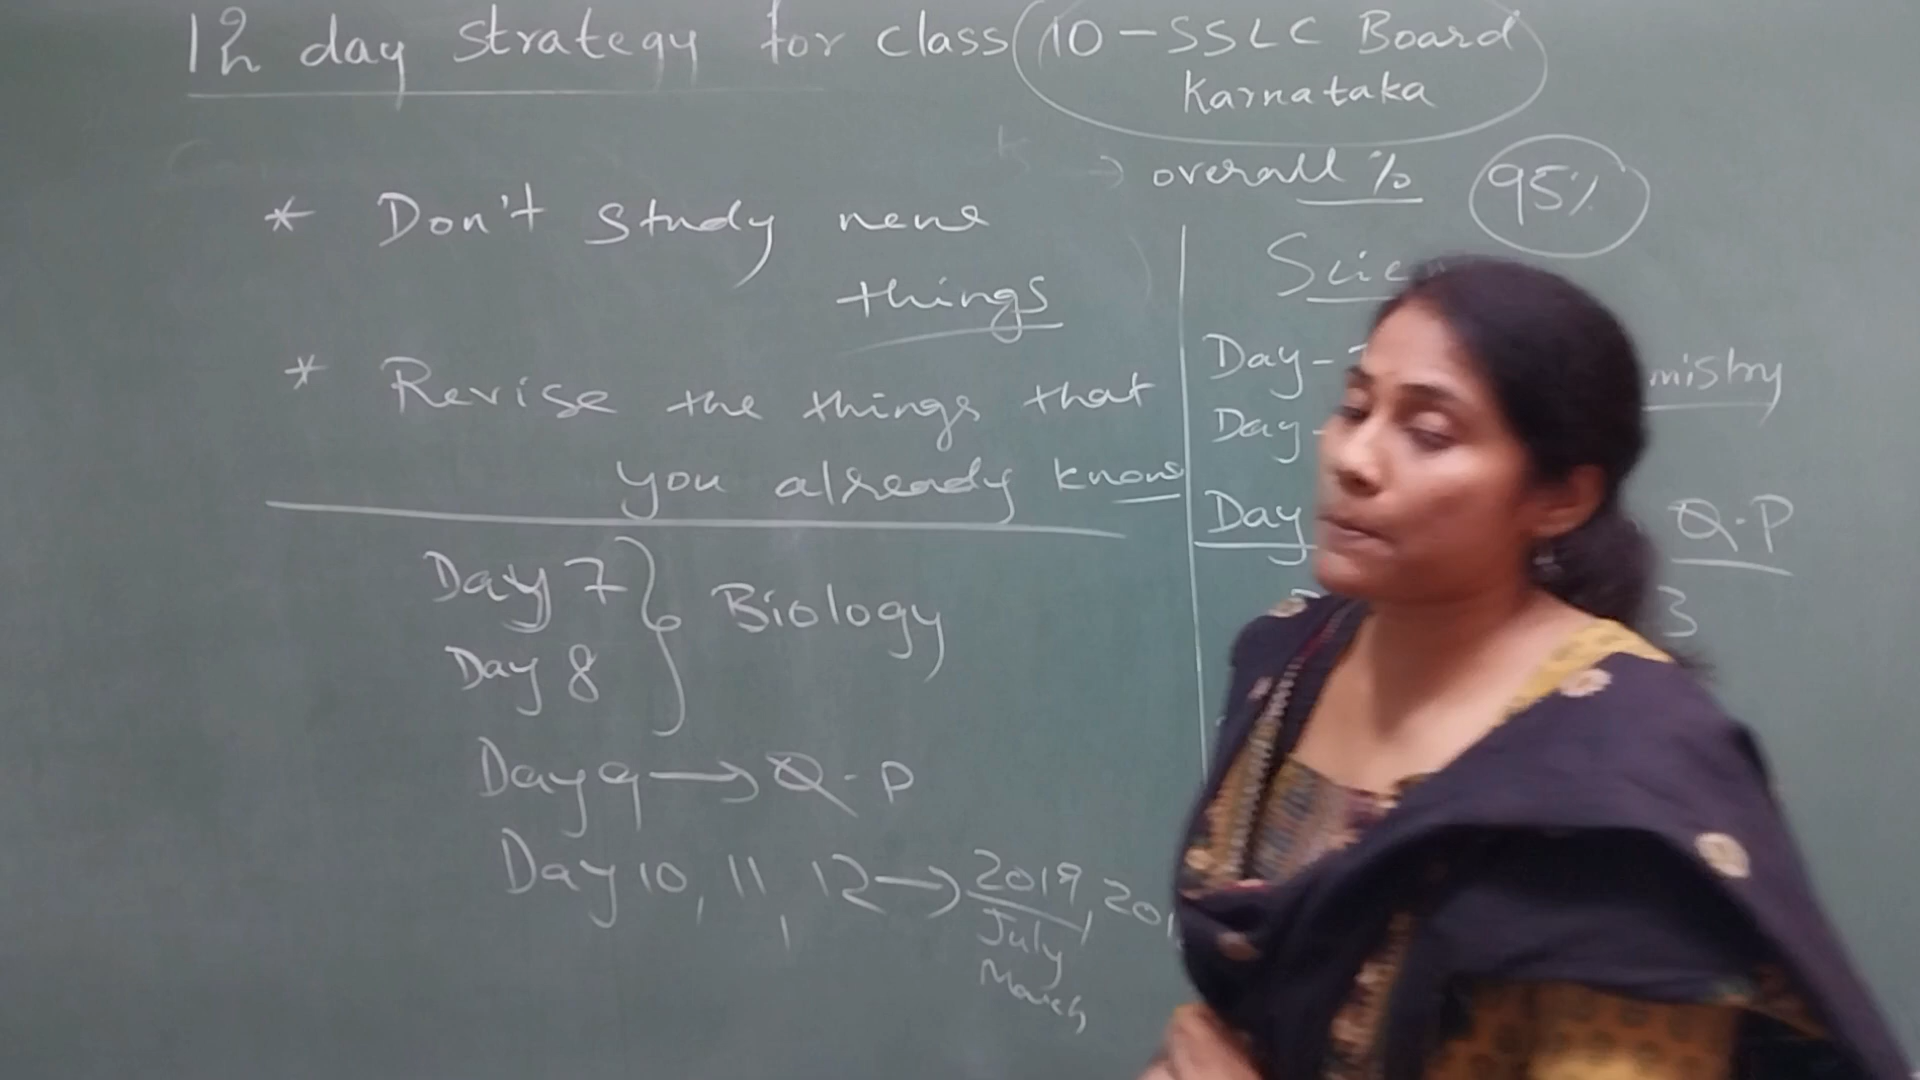 12 day strategy for class 10 - SSLC Board
Karnataka
→ overall %
95%
* Don't study new
things
* Revise the things that
you already know
Day 7
Day 8
Biology
Day 9 → Q.P
Day 10, 11, 12 → 2019,
July
March
Day -
Day -
Day
Q.P
3